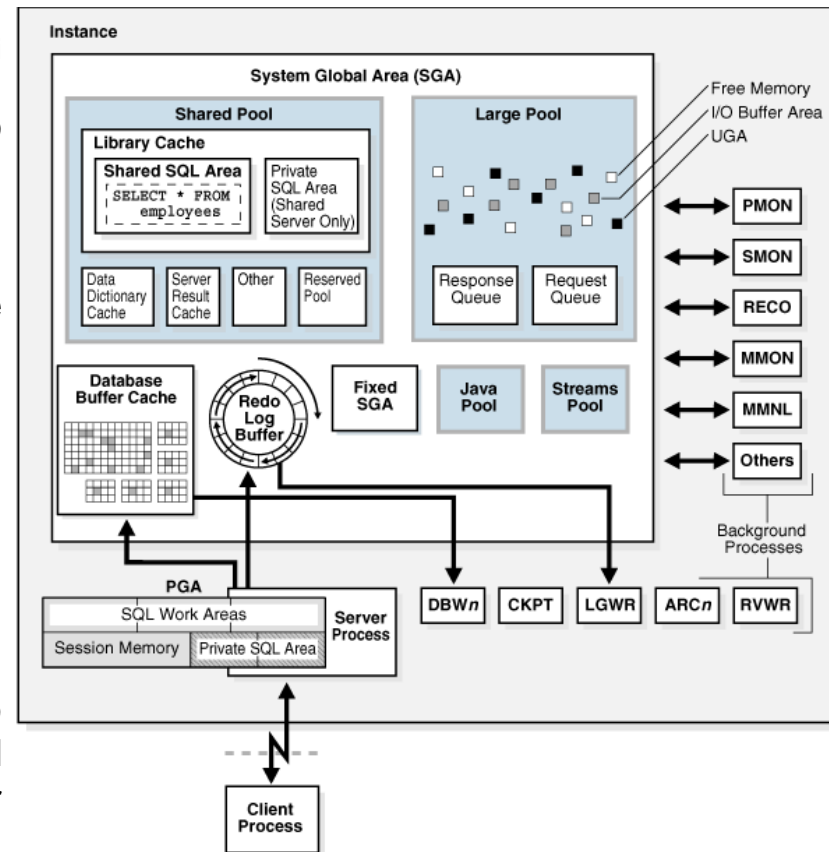 Instance
System Global Area (SGA)
Shared Pool
Library Cache
Shared SQL Area
SELECT * FROM
employees
Private
SQL Area
(Shared
Server Only)
Data
Dictionary
Cache
Server
Result
Cache
Other
Reserved
Pool
Large Pool
Response
Queue
Request
Queue
Free Memory
I/O Buffer Area
UGA
Database
Buffer Cache
Redo
Log
Buffer
Fixed
SGA
Java
Pool
Streams
Pool
PMON
SMON
RECO
MMON
MMNL
Others
Background
Processes
PGA
SQL Work Areas
Session Memory
Private SQL Area
Server
Process
DBWn
CKPT
LGWR
ARCn
RVWR
Client
Process